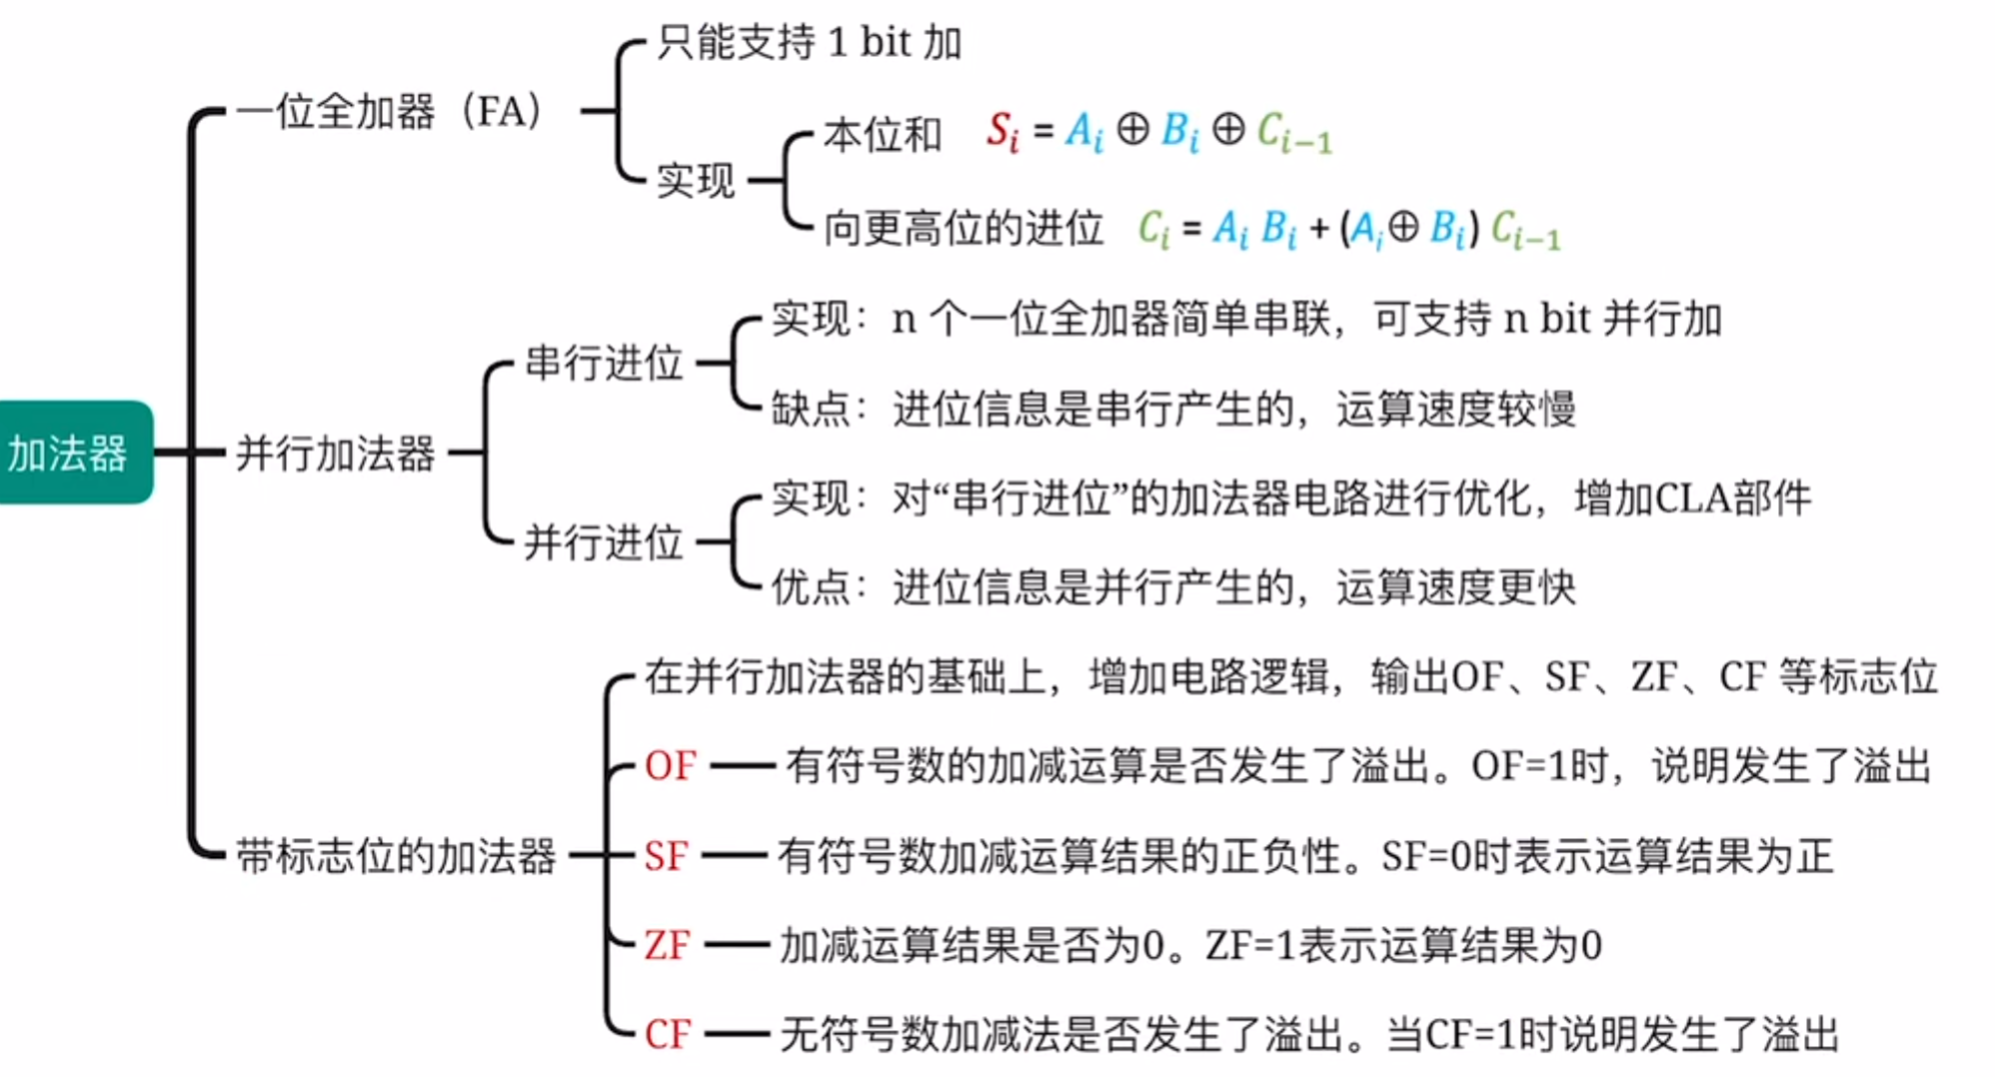 只能支持 1 bit 加
一位全加器（FA）
本位和 Sᵢ = Aᵢ ⊕ Bᵢ ⊕ Cᵢ₋₁
实现
向更高位的进位 Cᵢ = Aᵢ Bᵢ + (Aᵢ⊕ Bᵢ) Cᵢ₋₁
实现：n 个一位全加器简单串联，可支持 n bit 并行加
串行进位
缺点：进位信息是串行产生的，运算速度较慢
加法器
并行加法器
实现：对“串行进位”的加法器电路进行优化，增加CLA部件
并行进位
优点：进位信息是并行产生的，运算速度更快
在并行加法器的基础上，增加电路逻辑，输出OF、SF、ZF、CF 等标志位
OF 有符号数的加减运算是否发生了溢出。OF=1时，说明发生了溢出
带标志位的加法器
SF 有符号数加减运算结果的正负性。SF=0时表示运算结果为正
ZF 加减运算结果是否为0。ZF=1表示运算结果为0
CF 无符号数加减法是否发生了溢出。当CF=1时说明发生了溢出